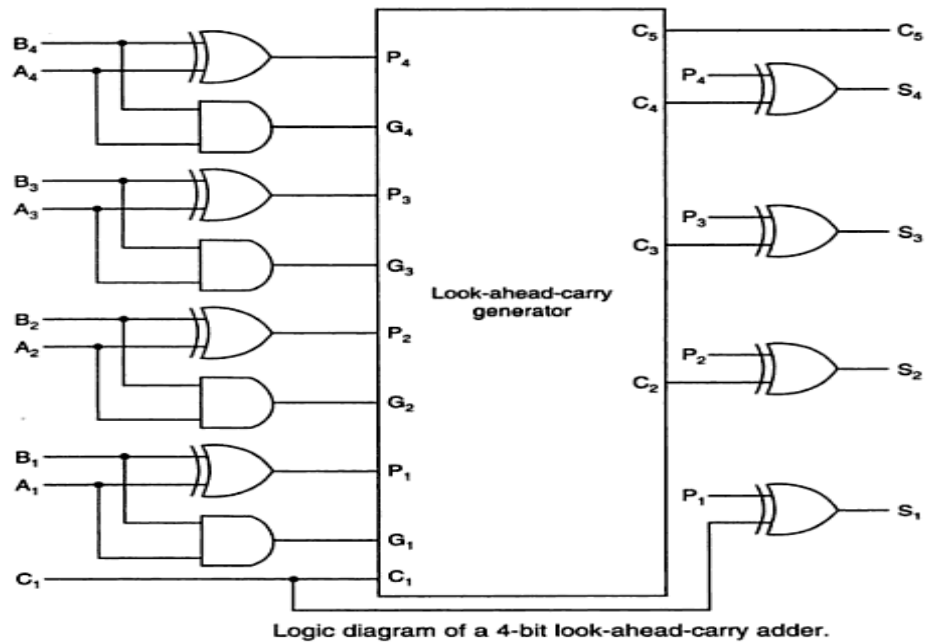 B₄ P₄ C₅ C₅
A₄ P₄ S₄
G₄ C₄
B₃ P₃
A₃ P₃ S₃
G₃ C₃
Look-ahead-carry
generator
B₂ P₂
A₂ P₂ S₂
G₂ C₂
B₁ P₁
A₁ P₁ S₁
G₁
C₁ C₁
Logic diagram of a 4-bit look-ahead-carry adder.